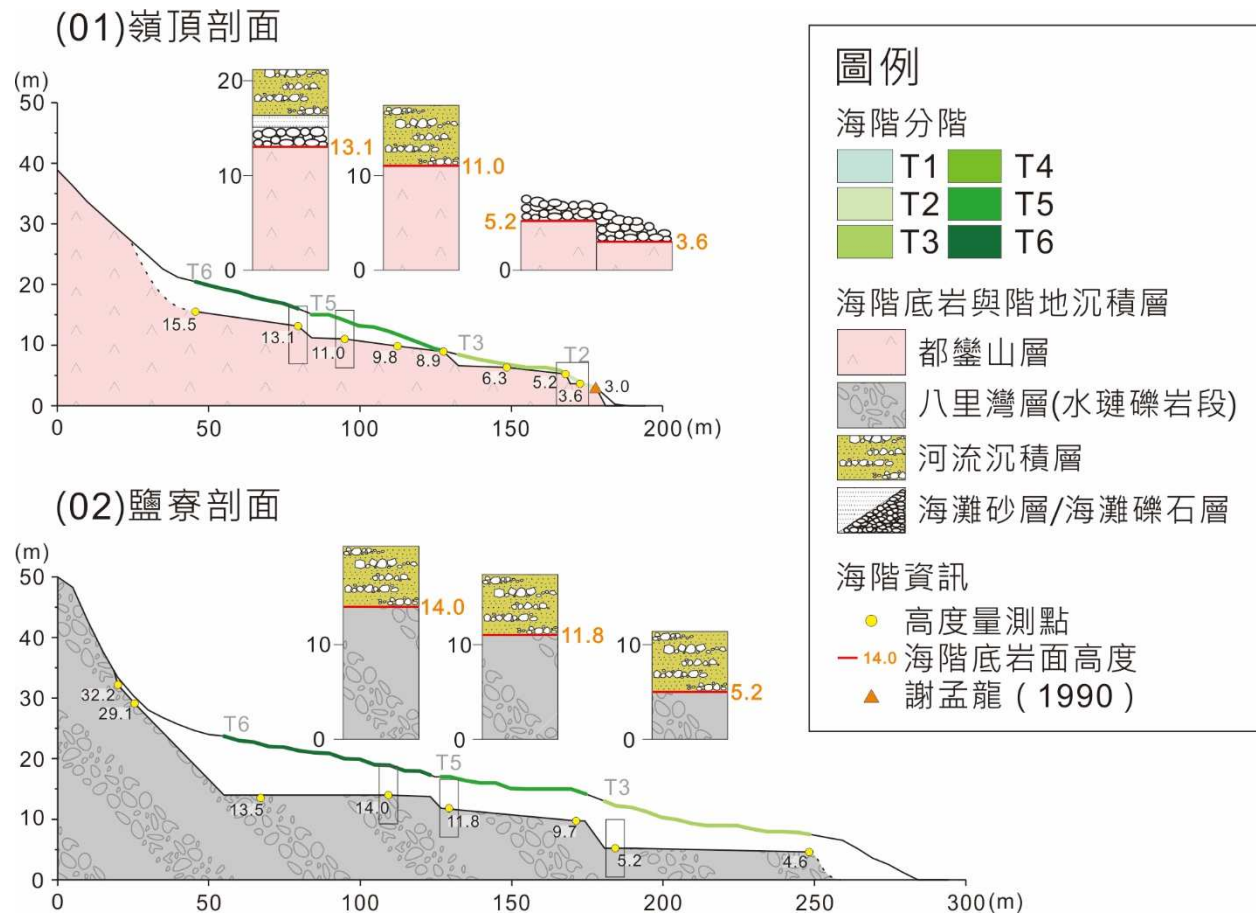 (01)嶺頂剖面
(m)
50
40
30
20
10
0
20
10
0
13.1
10
0
11.0
5.2
0
3.6
T6
T5
T3
T2
15.5
13.1
11.0
9.8
8.9
6.3
5.2
3.6
3.0
0
50
100
150
200
(m)
(02)鹽寮剖面
(m)
50
40
30
20
10
0
10
0
14.0
10
0
11.8
10
0
5.2
T6
T5
T3
32.2
29.1
13.5
14.0
11.8
9.7
5.2
4.6
0
50
100
150
200
250
300(m)
圖例
海階分階
T1 T4
T2 T5
T3 T6
海階底岩與階地沉積層
都鑾山層
八里灣層(水璉礫岩段)
河流沉積層
海灘砂層/海灘礫石層
海階資訊
高度量測點
14.0 海階底岩面高度
謝孟龍(1990)